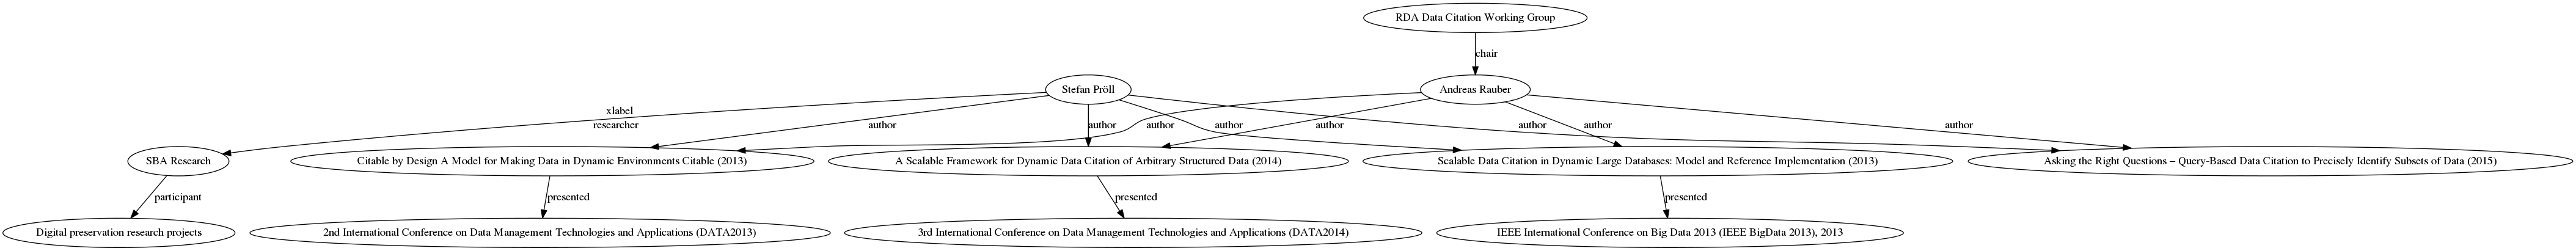 RDA Data Citation Working Group
chair
Stefan Pröll
Andreas Rauber
xlabel
researcher
author
author
author
author
author
author
author
author
SBA Research
Citable by Design A Model for Making Data in Dynamic Environments Citable (2013)
A Scalable Framework for Dynamic Data Citation of Arbitrary Structured Data (2014)
Scalable Data Citation in Dynamic Large Databases: Model and Reference Implementation (2013)
Asking the Right Questions – Query-Based Data Citation to Precisely Identify Subsets of Data (2015)
participant
presented
presented
presented
Digital preservation research projects
2nd International Conference on Data Management Technologies and Applications (DATA2013)
3rd International Conference on Data Management Technologies and Applications (DATA2014)
IEEE International Conference on Big Data 2013 (IEEE BigData 2013), 2013